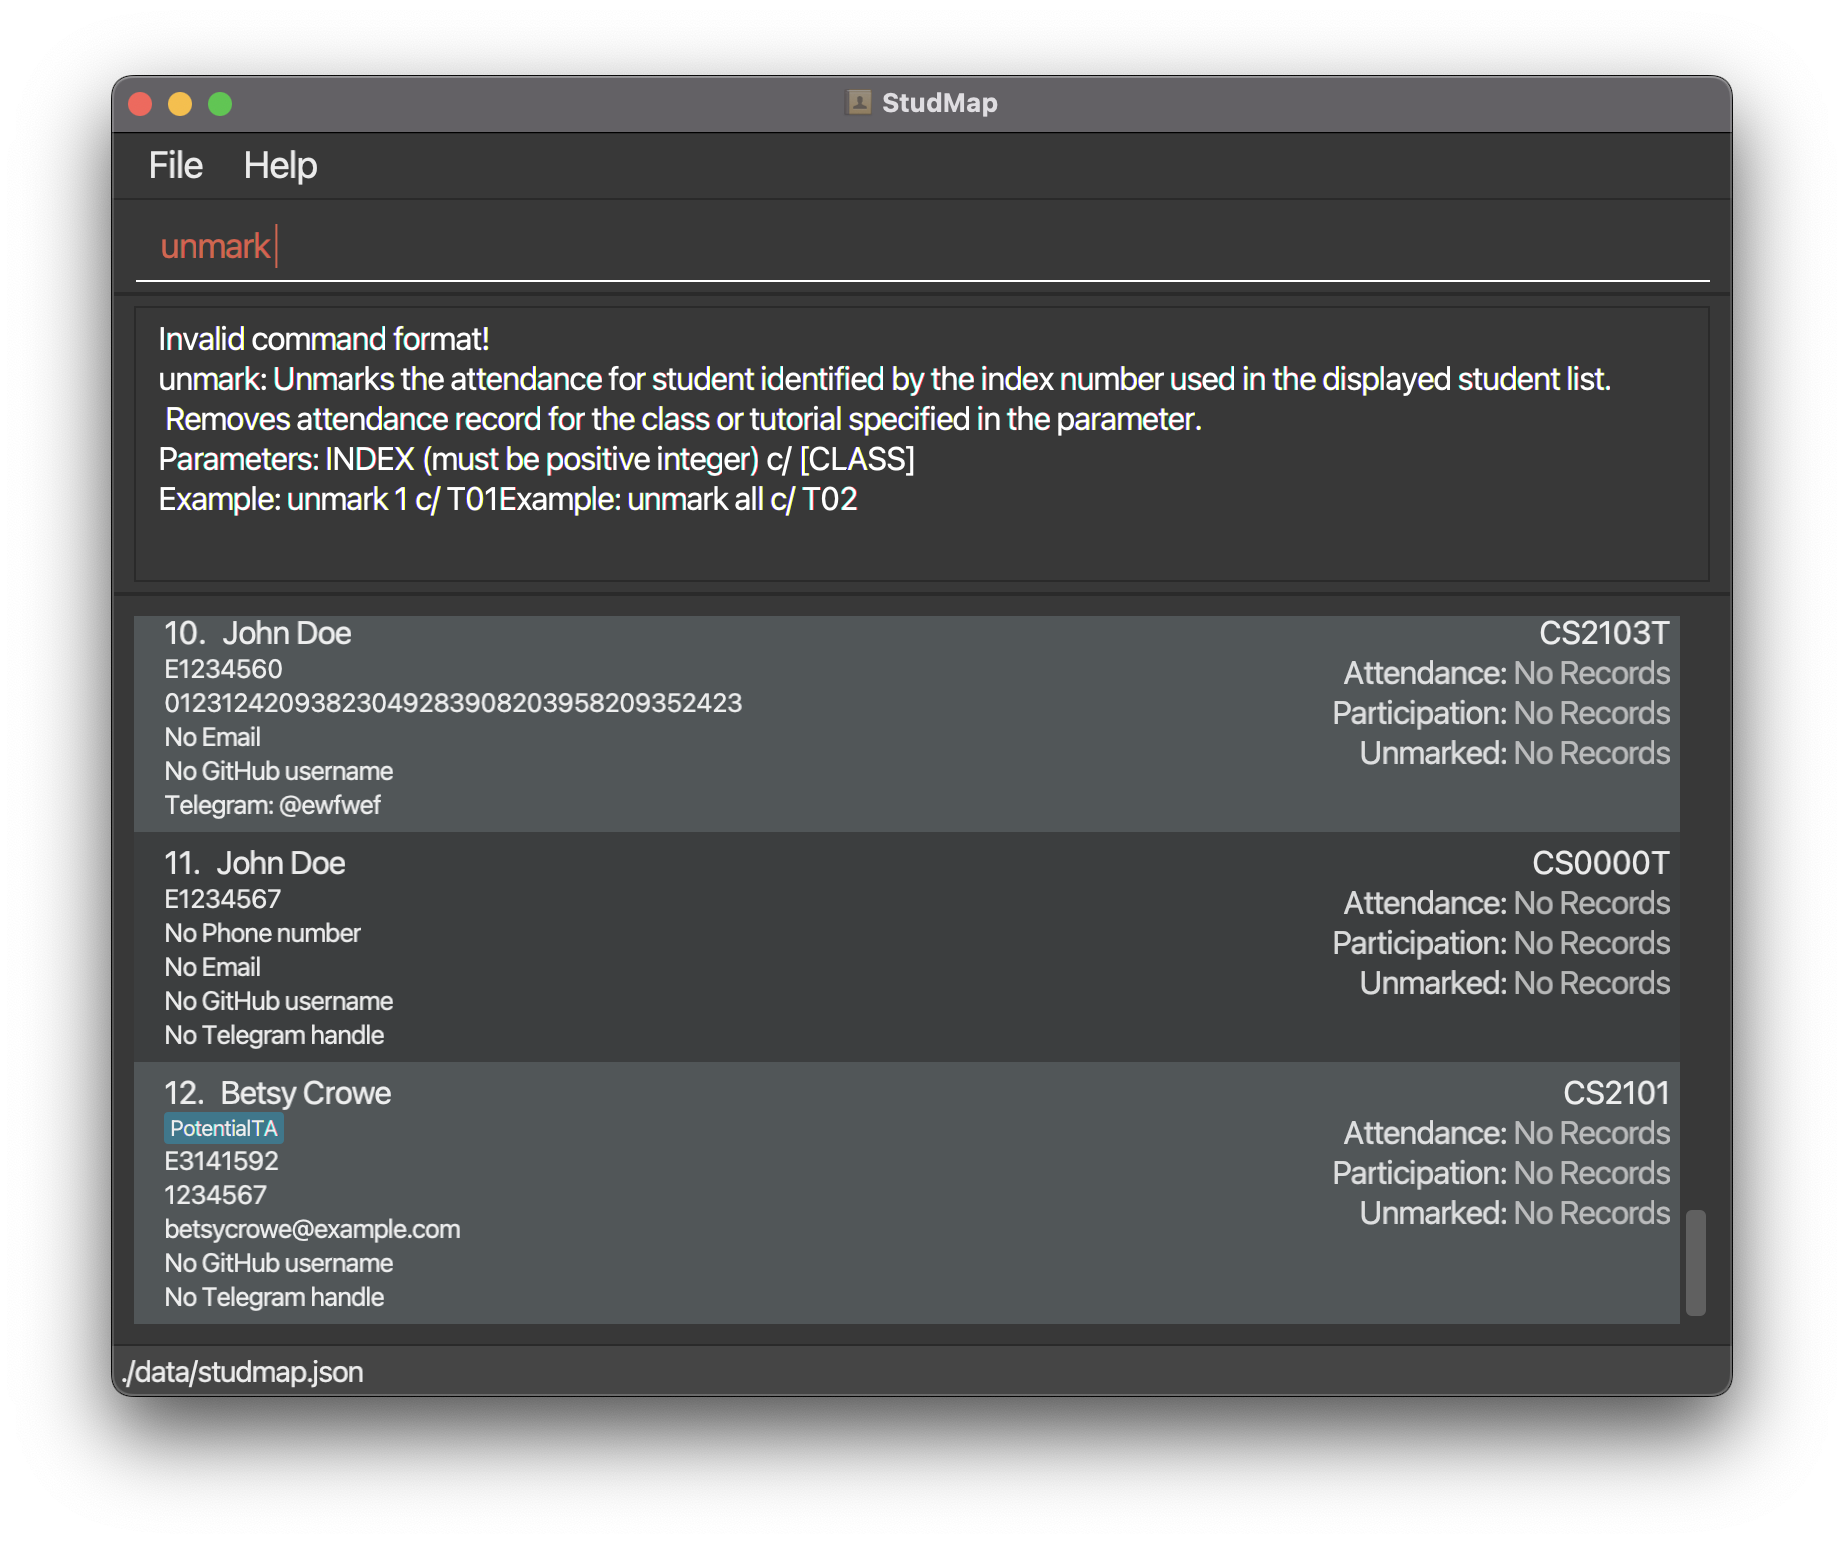 StudMap
File Help
unmark
Invalid command format!
unmark: Unmarks the attendance for student identified by the index number used in the displayed student list.
Removes attendance record for the class or tutorial specified in the parameter.
Parameters: INDEX (must be positive integer) c/ [CLASS]
Example: unmark 1 c/ T01Example: unmark all c/ T02
10. John Doe
E1234560
01231242093823049283908203958209352423
No Email
No GitHub username
Telegram: @ewfwef
CS2103T
Attendance: No Records
Participation: No Records
Unmarked: No Records
11. John Doe
E1234567
No Phone number
No Email
No GitHub username
No Telegram handle
CS0000T
Attendance: No Records
Participation: No Records
Unmarked: No Records
12. Betsy Crowe
PotentialTA
E3141592
1234567
betsycrowe@example.com
No GitHub username
No Telegram handle
CS2101
Attendance: No Records
Participation: No Records
Unmarked: No Records
./data/studmap.json